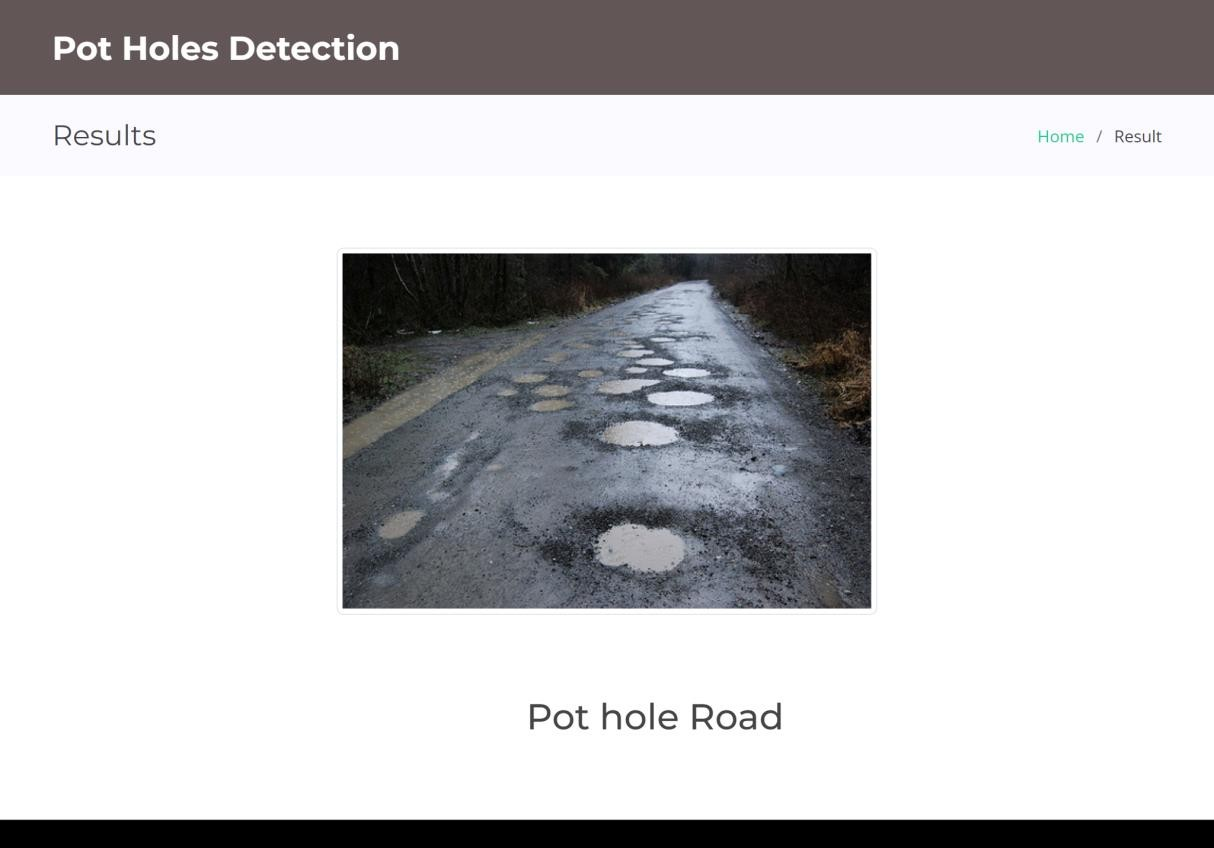 Pot Holes Detection
Results
Home / Result
Pot hole Road